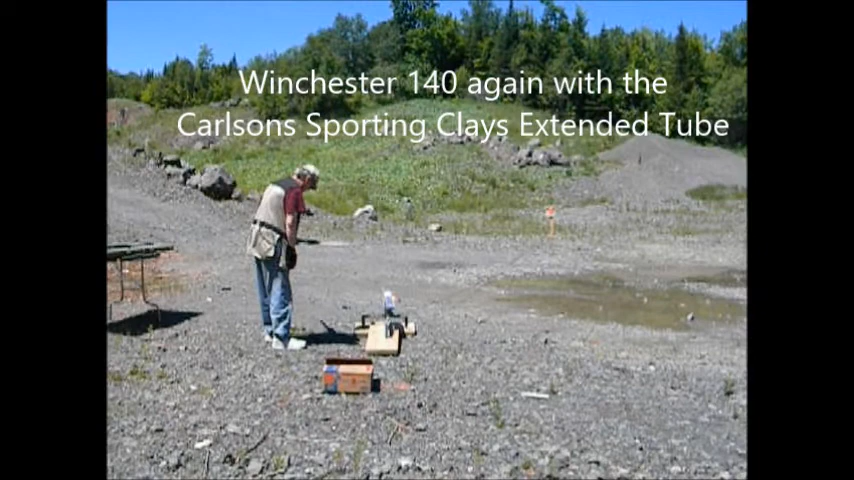 Winchester 140 again with the
Carlsons Sporting Clays Extended Tube